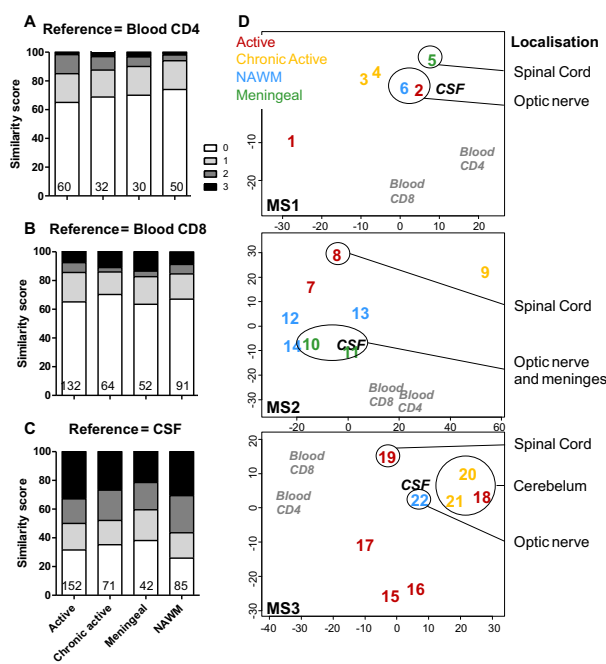 A
Reference = Blood CD4
Similarity score
100
80
60
40
20
0
60
32
30
50
0
1
2
3
B
Reference = Blood CD8
Similarity score
100
80
60
40
20
0
132
64
52
91
C
Reference = CSF
Similarity score
100
80
60
40
20
0
152
71
42
85
Active
Chronic active
Meningeal
NAWM
D
Active
Chronic Active
NAWM
Meningeal
Localisation
Spinal Cord
Optic nerve
5
4
3
6
2
CSF
1
Blood
CD4
Blood
CD8
MS1
-10
-20
-30
-20
-10
0
10
20
8
9
7
12
13
14
10
11
CSF
Blood
CD8
Blood
CD4
MS2
Spinal Cord
Optic nerve
and meninges
30
20
10
0
-10
-20
-30
-20
0
20
40
60
19
Blood
CD8
Blood
CD4
CSF
20
21
18
22
17
15
16
MS3
Spinal Cord
Cerebelum
Optic nerve
20
10
0
-10
-20
-30
-40
-30
-20
-10
0
10
20
30